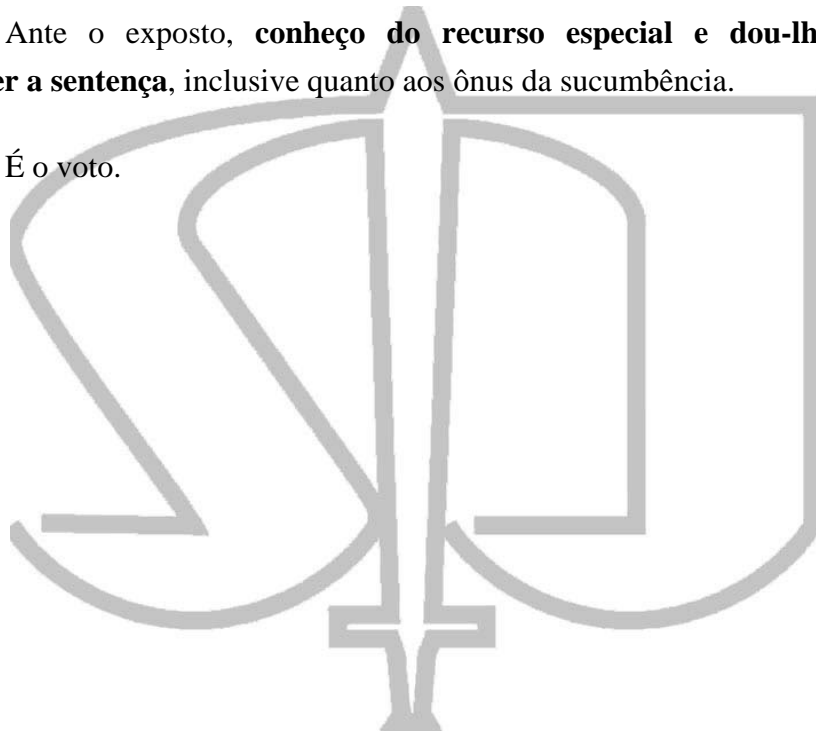 Ante o exposto, conheço do recurso especial e dou-lh
er a sentença, inclusive quanto aos ônus da sucumbência.
É o voto.